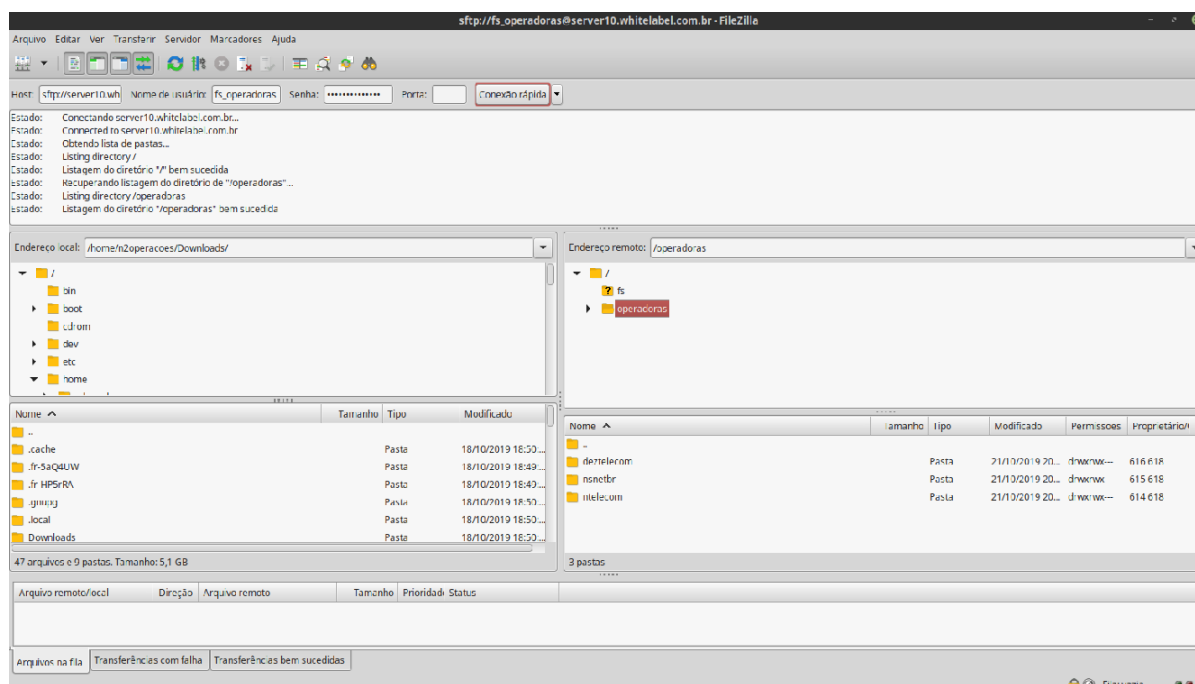 sftp://fs_operadoras@server10.whitelabel.com.br - FileZilla
Arquivo Editar Ver Transferir Servidor Marcadores Ajuda
Host: sftp://server10.wh Nome de usuário: fs_operadoras Senha: •••••••••••••• Porta: Conexão rápida
Estado: Conectando server10.whitelabel.com.br...
Estado: Connected to server10.whitelabel.com.br
Estado: Obtendo lista de pastas...
Estado: Listing directory /
Estado: Listagem do diretório "/" bem sucedida
Estado: Recuperando listagem do diretório de "/operadoras"...
Estado: Listing directory /operadoras
Estado: Listagem do diretório "/operadoras" bem sucedida
Endereço local: /home/n2operacoes/Downloads/
/
bin
boot
cdrom
dev
etc
home
Nome Tamanho Tipo Modificado
..
.cache Pasta 18/10/2019 18:50:...
.fr-5aQ4UW Pasta 18/10/2019 18:49:...
.fr-HP5rRA Pasta 18/10/2019 18:49:...
.gnupg Pasta 18/10/2019 18:50:...
.local Pasta 18/10/2019 18:50:...
Downloads Pasta 18/10/2019 18:50:...
47 arquivos e 9 pastas. Tamanho: 5,1 GB
Endereço remoto: /operadoras
/
fs
operadoras
Nome Tamanho Tipo Modificado Permissões Proprietário/
..
deztelecom Pasta 21/10/2019 20... drwxrwx--- 616 618
nsnetbr Pasta 21/10/2019 20... drwxrwx--- 615 618
ntelecom Pasta 21/10/2019 20... drwxrwx--- 614 618
3 pastas
Arquivo remoto/local Direção Arquivo remoto Tamanho Prioridade Status
Arquivos na fila Transferências com falha Transferências bem sucedidas